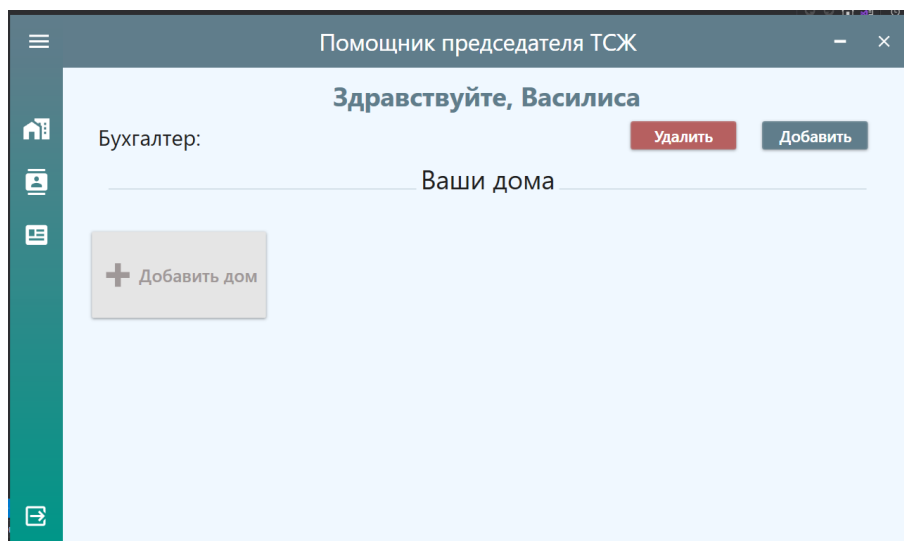 Помощник председателя ТСЖ
Здравствуйте, Василиса
Бухгалтер:
Удалить
Добавить
Ваши дома
Добавить дом